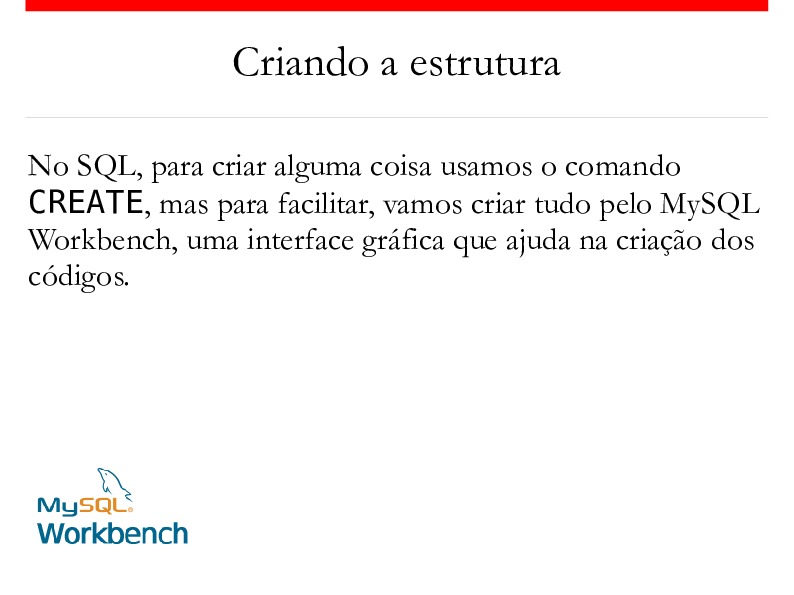 Criando a estrutura
No SQL, para criar alguma coisa usamos o comando
CREATE, mas para facilitar, vamos criar tudo pelo MySQL
Workbench, uma interface gráfica que ajuda na criação dos
códigos.
MySQL®
Workbench